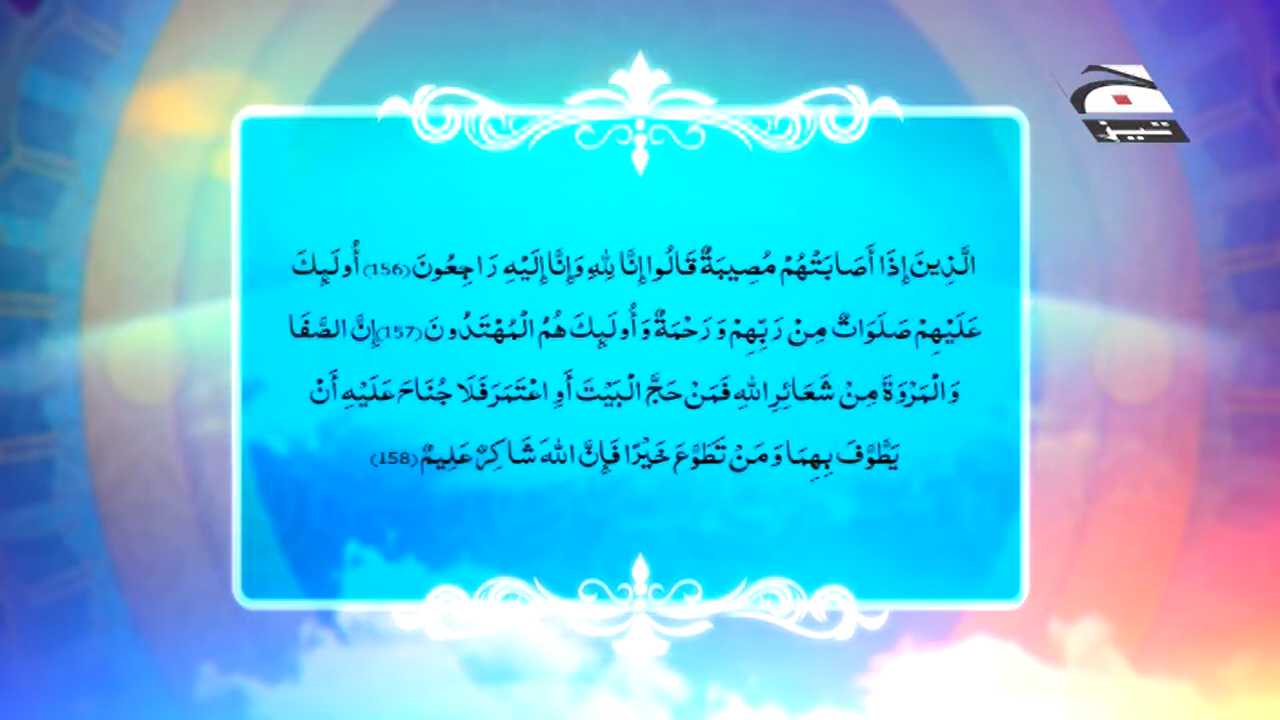 الَّذِينَ إِذَا أَصَابَتْهُمْ مُصِيبَةٌ قَالُوا إِنَّا لِلَّهِ وَإِنَّا إِلَيْهِ رَاجِعُونَ (156) أُولَئِكَ
عَلَيْهِمْ صَلَوَاتٌ مِنْ رَبِّهِمْ وَرَحْمَةٌ وَأُولَئِكَ هُمُ الْمُهْتَدُونَ (157) إِنَّ الصَّفَا
وَالْمَرْوَةَ مِنْ شَعَائِرِ اللَّهِ فَمَنْ حَجَّ الْبَيْتَ أَوِ اعْتَمَرَ فَلَا جُنَاحَ عَلَيْهِ أَنْ
يَطَّوَّفَ بِهِمَا وَمَنْ تَطَوَّعَ خَيْرًا فَإِنَّ اللَّهَ شَاكِرٌ عَلِيمٌ (158)